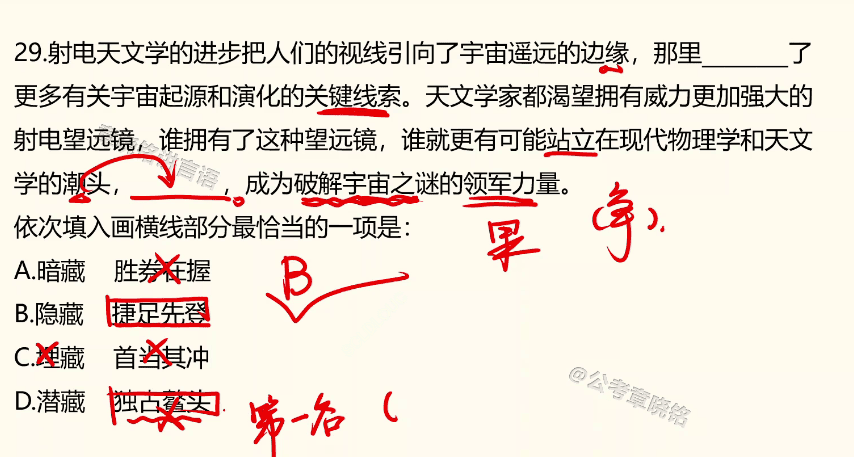 29.射电天文学的进步把人们的视线引向了宇宙遥远的边缘，那里______了
更多有关宇宙起源和演化的关键线索。天文学家都渴望拥有威力更加强大的
射电望远镜，谁拥有了这种望远镜，谁就更有可能站立在现代物理学和天文
学的潮头，______，成为破解宇宙之谜的领军力量。
依次填入画横线部分最恰当的一项是：
果 （争）.
A.暗藏 胜券在握
B
B.隐藏 捷足先登
C.埋藏 首当其冲
D.潜藏 独占鳌头
第一名 （
@公考章晓铭